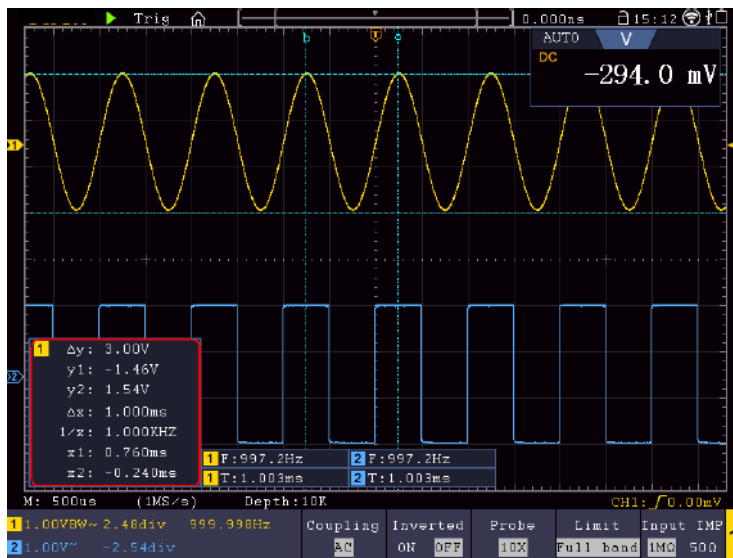 Trig 0.000ns 15:12
b T a
AUTO V
DC
-294.0 mV
1
2
1 Δy: 3.00V
y1: -1.46V
y2: 1.54V
Δx: 1.000ms
1/x: 1.000KHZ
x1: 0.760ms
x2: -0.240ms
1 F:997.2Hz 2 F:997.2Hz
1 T:1.003ms 2 T:1.003ms
M: 500us (1MS/s) Depth:10K CH1: 0.00mV
1 1.00VBW~ 2.48div 999.998Hz
2 1.00V~ -2.54div
Coupling Inverted Probe Limit Input IMP
AC ON OFF 10X Full band 1MΩ 50Ω